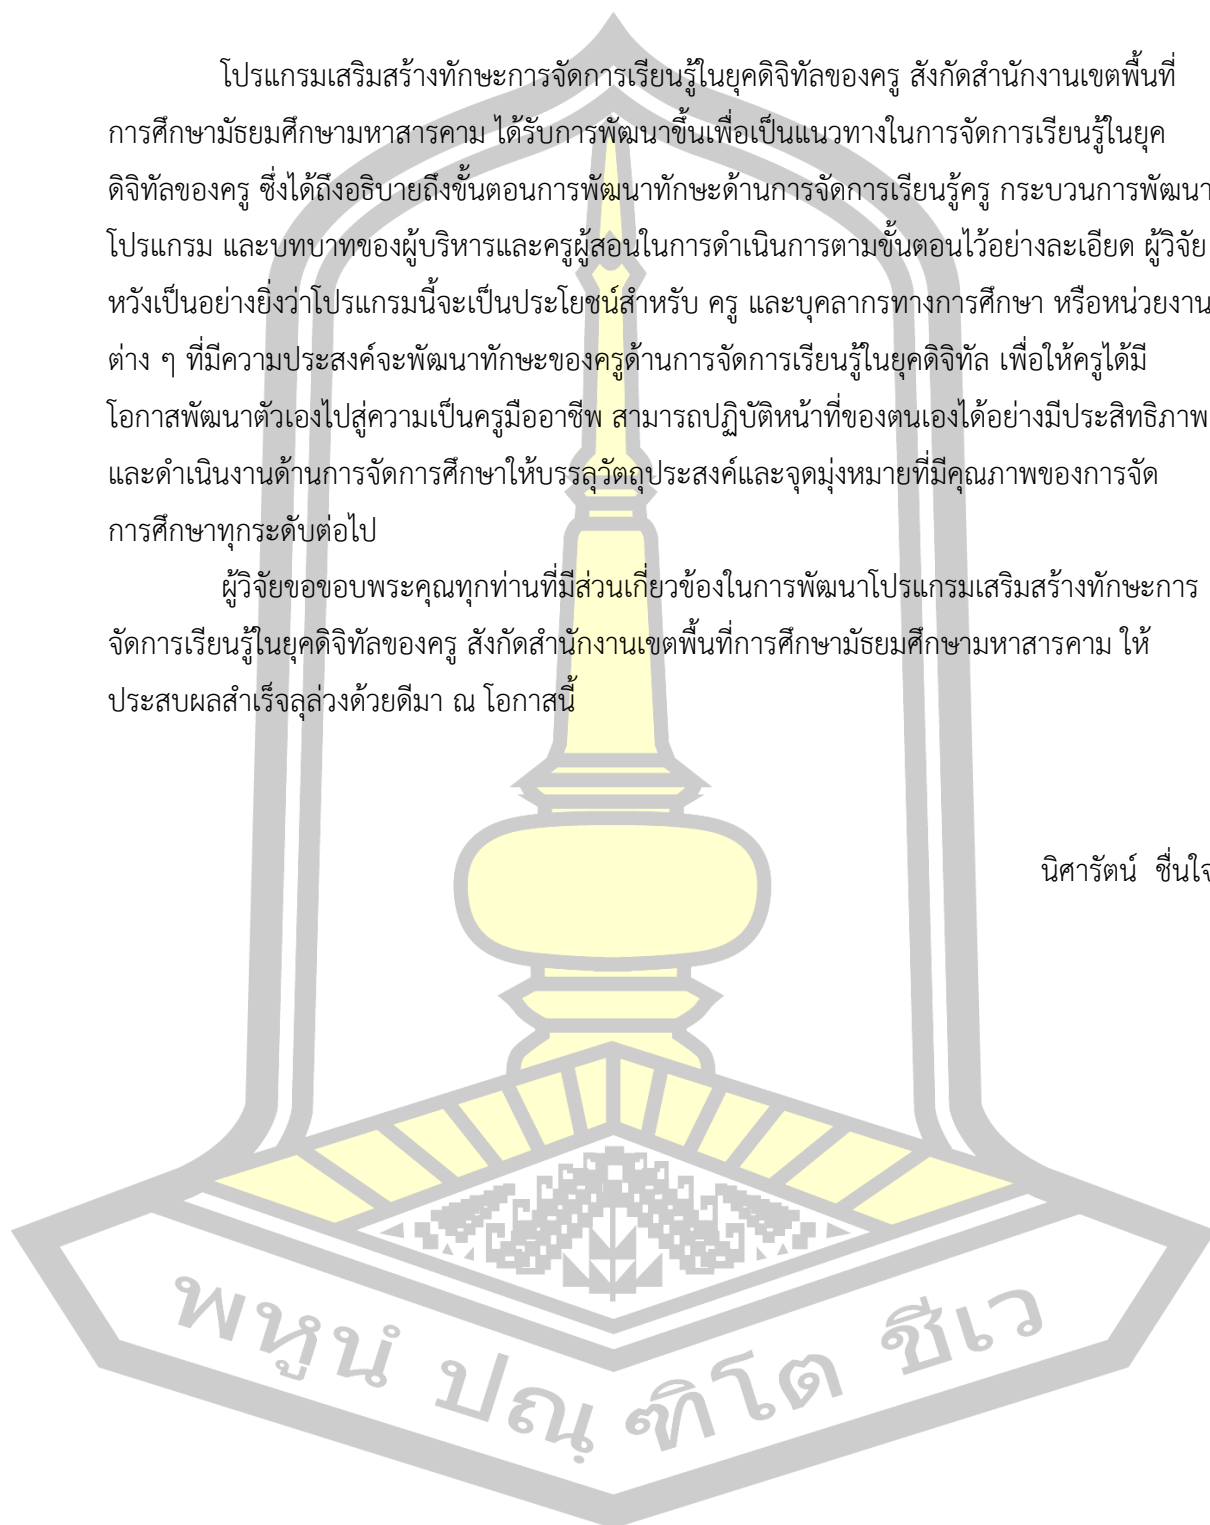 โปรแกรมเสริมสร้างทักษะการจัดการเรียนรู้ในยุคดิจิทัลของครู สังกัดสำนักงานเขตพื้นที่
การศึกษามัธยมศึกษามหาสารคาม ได้รับการพัฒนาขึ้นเพื่อเป็นแนวทางในการจัดการเรียนรู้ในยุค
ดิจิทัลของครู ซึ่งได้ถึงอธิบายถึงขั้นตอนการพัฒนาทักษะด้านการจัดการเรียนรู้ครู กระบวนการพัฒนา
โปรแกรม และบทบาทของผู้บริหารและครูผู้สอนในการดำเนินการตามขั้นตอนไว้อย่างละเอียด ผู้วิจัย
หวังเป็นอย่างยิ่งว่าโปรแกรมนี้จะเป็นประโยชน์สำหรับ ครู และบุคลากรทางการศึกษา หรือหน่วยงาน
ต่าง ๆ ที่มีความประสงค์จะพัฒนาทักษะของครูด้านการจัดการเรียนรู้ในยุคดิจิทัล เพื่อให้ครูได้มี
โอกาสพัฒนาตัวเองไปสู่ความเป็นครูมืออาชีพ สามารถปฏิบัติหน้าที่ของตนเองได้อย่างมีประสิทธิภาพ
และดำเนินงานด้านการจัดการศึกษาให้บรรลุวัตถุประสงค์และจุดมุ่งหมายที่มีคุณภาพของการจัด
การศึกษาทุกระดับต่อไป
ผู้วิจัยขอขอบพระคุณทุกท่านที่มีส่วนเกี่ยวข้องในการพัฒนาโปรแกรมเสริมสร้างทักษะการ
จัดการเรียนรู้ในยุคดิจิทัลของครู สังกัดสำนักงานเขตพื้นที่การศึกษามัธยมศึกษามหาสารคาม ให้
ประสบผลสำเร็จลุล่วงด้วยดีมา ณ โอกาสนี้
นิศารัตน์ ชื่นใจ
พหูนํ ปณฺฑิโต ชีเว